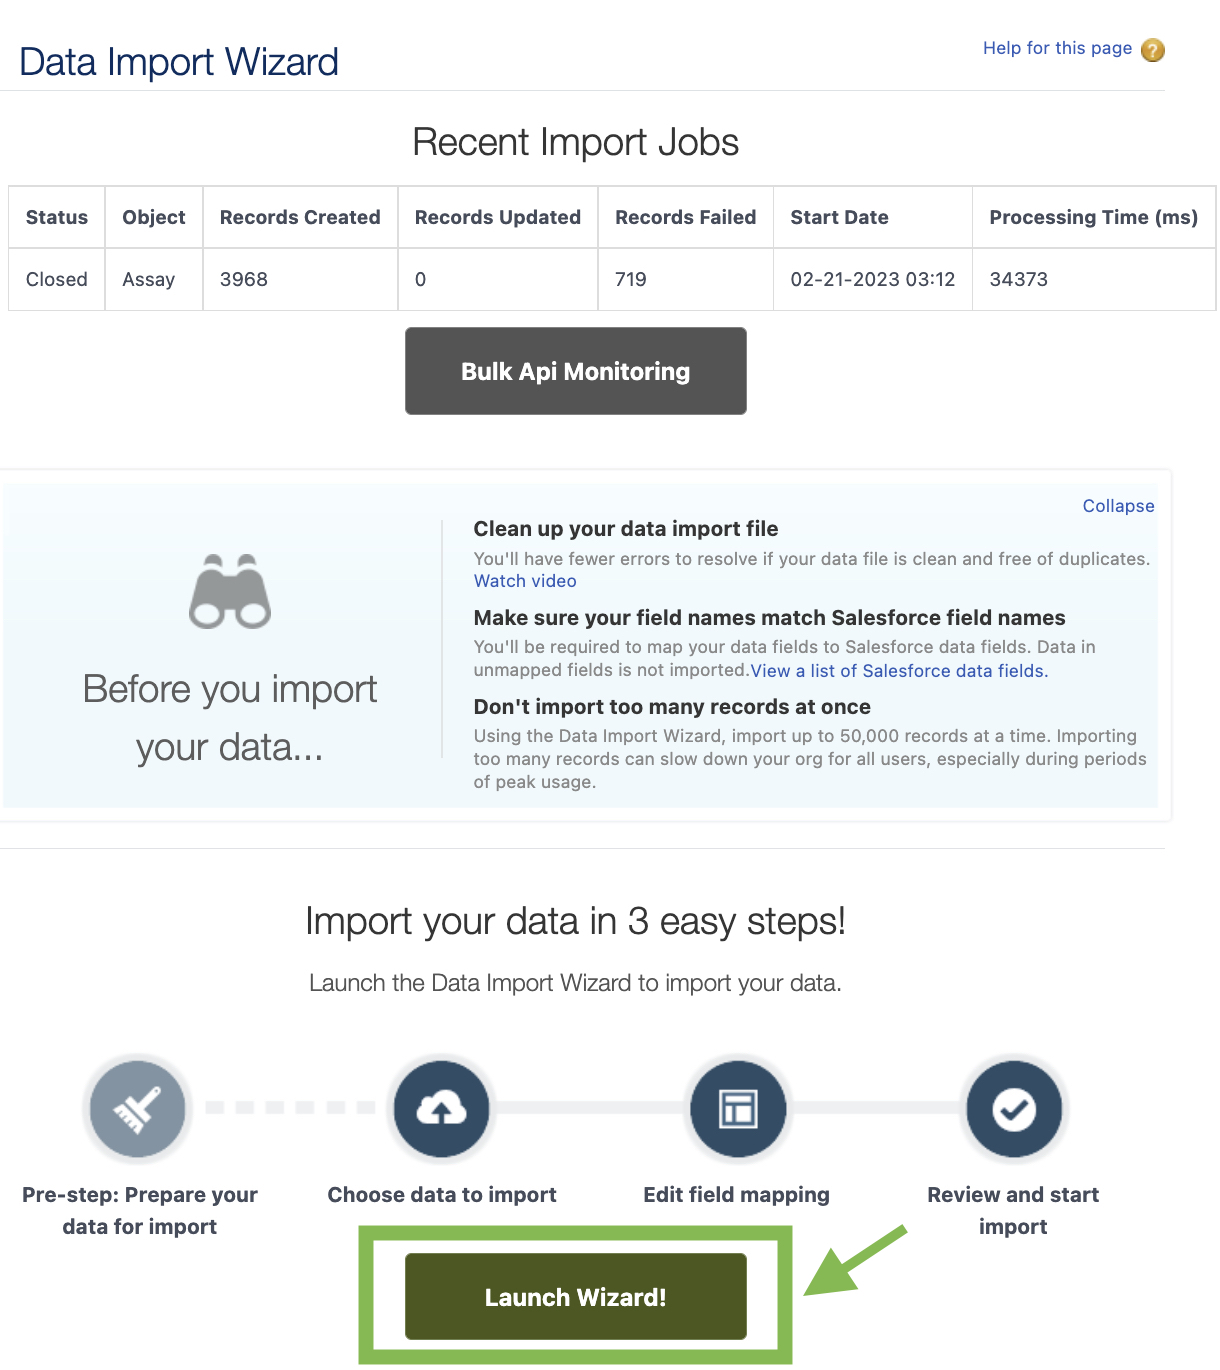 Data Import Wizard
Help for this page ?
Recent Import Jobs
Status Object Records Created Records Updated Records Failed Start Date Processing Time (ms)
Closed Assay 3968 0 719 02-21-2023 03:12 34373
Bulk Api Monitoring
Collapse
Before you import
your data...
Clean up your data import file
You'll have fewer errors to resolve if your data file is clean and free of duplicates.
Watch video
Make sure your field names match Salesforce field names
You'll be required to map your data fields to Salesforce data fields. Data in
unmapped fields is not imported.View a list of Salesforce data fields.
Don't import too many records at once
Using the Data Import Wizard, import up to 50,000 records at a time. Importing
too many records can slow down your org for all users, especially during periods
of peak usage.
Import your data in 3 easy steps!
Launch the Data Import Wizard to import your data.
Pre-step: Prepare your
data for import
Choose data to import
Edit field mapping
Review and start
import
Launch Wizard!